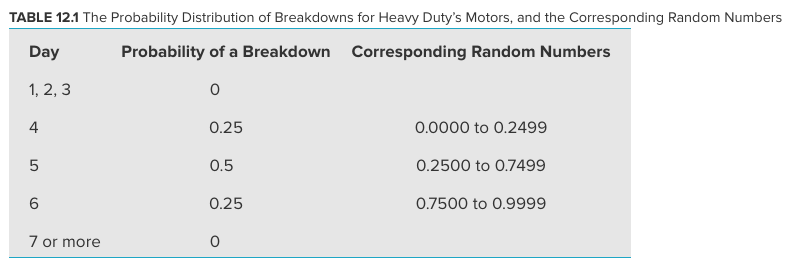 TABLE 12.1 The Probability Distribution of Breakdowns for Heavy Duty’s Motors, and the Corresponding Random Numbers
Day Probability of a Breakdown Corresponding Random Numbers
1, 2, 3 0
4 0.25 0.0000 to 0.2499
5 0.5 0.2500 to 0.7499
6 0.25 0.7500 to 0.9999
7 or more 0